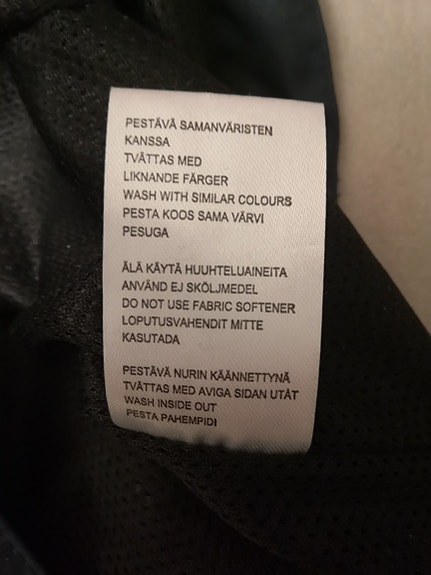 PESTÄVÄ SAMANVÄRISTEN
KANSSA
TVÄTTAS MED
LIKNANDE FÄRGER
WASH WITH SIMILAR COLOURS
PESTA KOOS SAMA VÄRVI
PESUGA
ÄLÄ KÄYTÄ HUUHTELUAINEITA
ANVÄND EJ SKÖLJMEDEL
DO NOT USE FABRIC SOFTENER
LOPUTUSVAHENDIT MITTE
KASUTADA
PESTÄVÄ NURIN KÄÄNNETTYNÄ
TVÄTTAS MED AVIGA SIDAN UTÅT
WASH INSIDE OUT
PESTA PAHEMPIDI